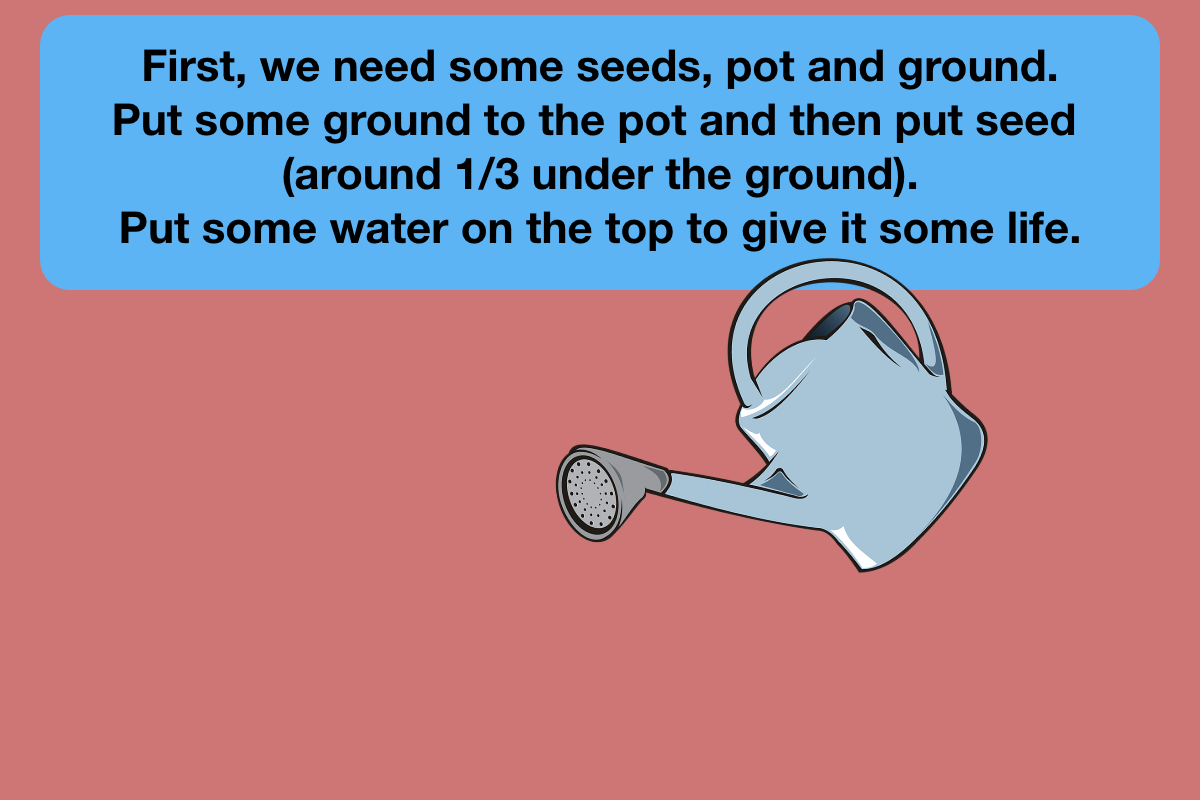 First, we need some seeds, pot and ground.
Put some ground to the pot and then put seed
(around 1/3 under the ground).
Put some water on the top to give it some life.